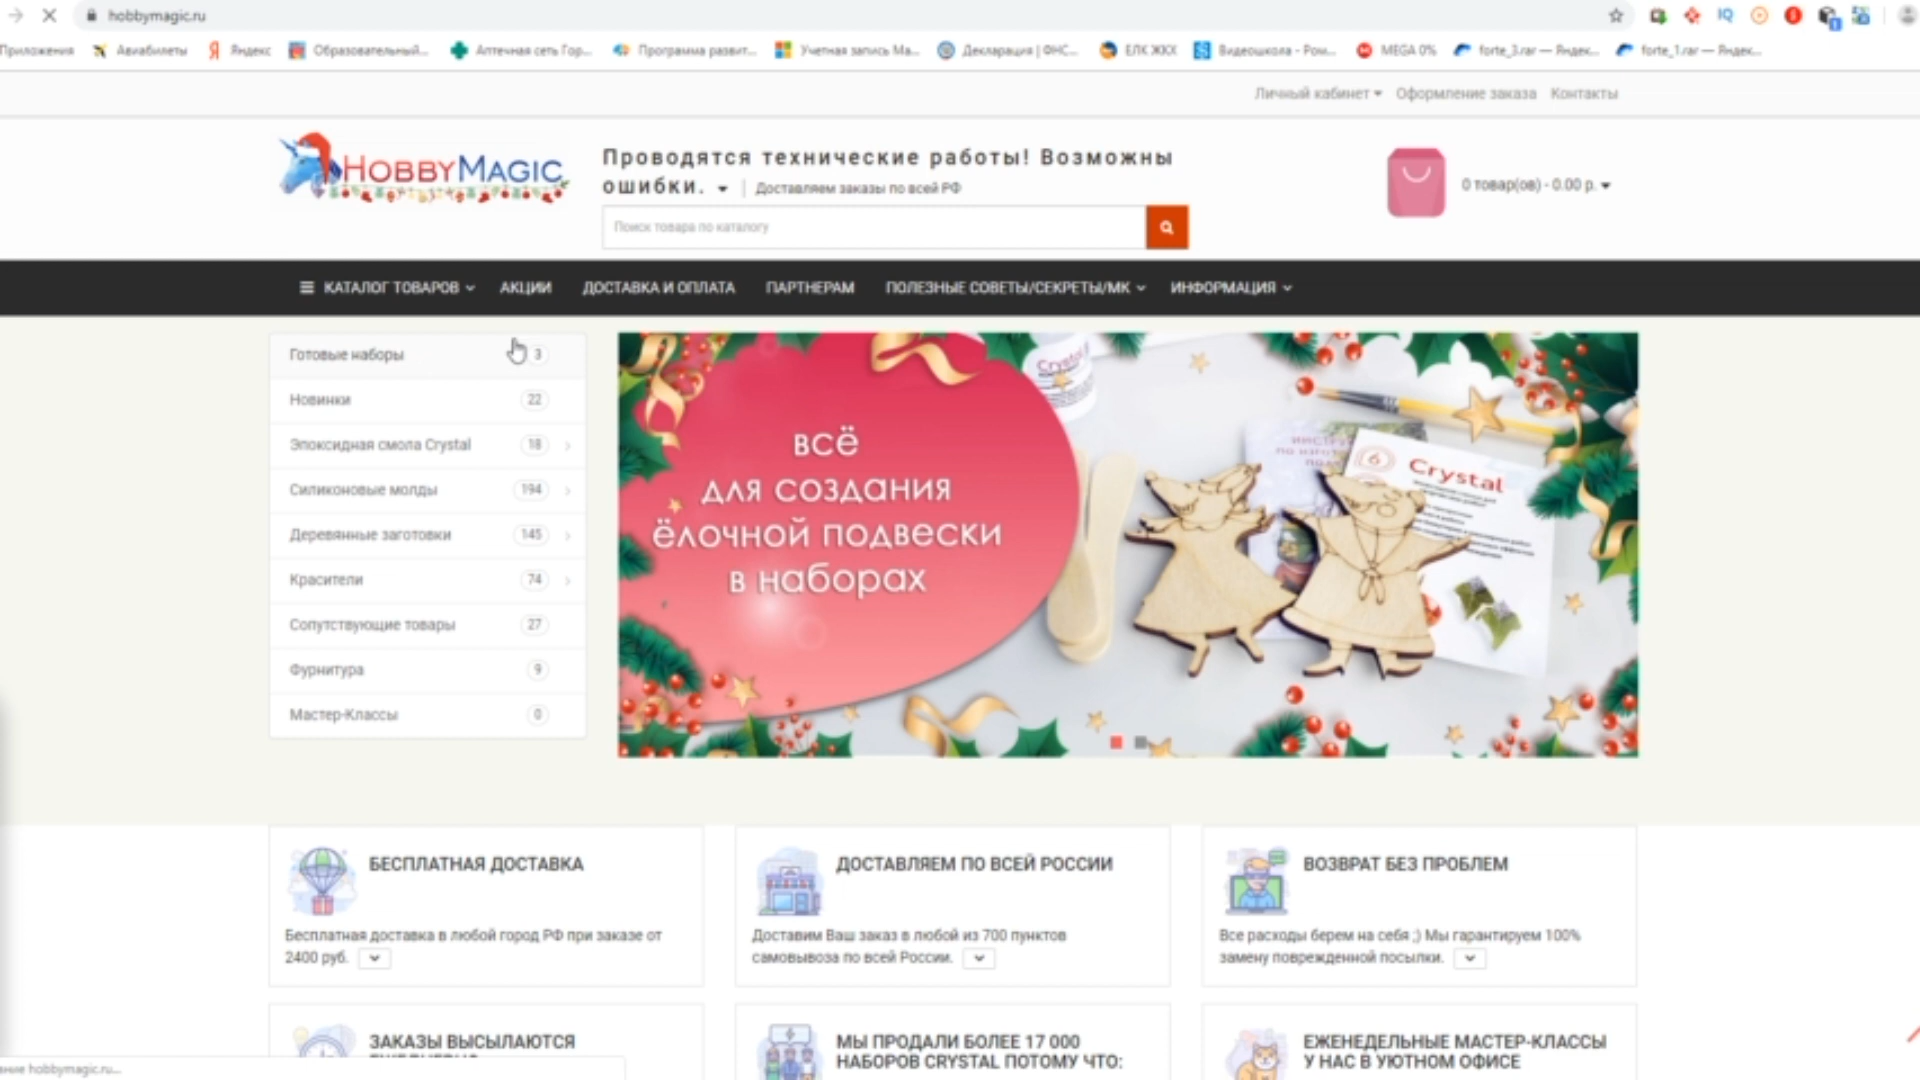 hobbymagic.ru
Приложения Авиабилеты Яндекс Образовательный... Аптечная сеть Гор... Программа развит... Учетная запись Ма... Декларация | ФНС... ЕЛК ЖКХ Видеошкола - Ром... MEGA 0% forte_3.rar — Яндек... forte_1.rar — Яндек...
Личный кабинет Оформление заказа Контакты
HOBBYMAGIC
Проводятся технические работы! Возможны
ошибки. Доставляем заказы по всей РФ
0 товар(ов) - 0.00 р.
Поиск товара по каталогу
КАТАЛОГ ТОВАРОВ АКЦИИ ДОСТАВКА И ОПЛАТА ПАРТНЕРАМ ПОЛЕЗНЫЕ СОВЕТЫ/СЕКРЕТЫ/МК ИНФОРМАЦИЯ
Готовые наборы 3
Новинки 22
Эпоксидная смола Crystal 18
Силиконовые молды 194
Деревянные заготовки 145
Красители 74
Сопутствующие товары 27
Фурнитура 9
Мастер-Классы 0
всё
для создания
ёлочной подвески
в наборах
Crystal
6 Crystal
БЕСПЛАТНАЯ ДОСТАВКА
Бесплатная доставка в любой город РФ при заказе от
2400 руб.
ДОСТАВЛЯЕМ ПО ВСЕЙ РОССИИ
Доставим Ваш заказ в любой из 700 пунктов
самовывоза по всей России.
ВОЗВРАТ БЕЗ ПРОБЛЕМ
Все расходы берем на себя ;) Мы гарантируем 100%
замену поврежденной посылки.
ЗАКАЗЫ ВЫСЫЛАЮТСЯ
МЫ ПРОДАЛИ БОЛЕЕ 17 000
НАБОРОВ CRYSTAL ПОТОМУ ЧТО:
ЕЖЕНЕДЕЛЬНЫЕ МАСТЕР-КЛАССЫ
У НАС В УЮТНОМ ОФИСЕ
hobbymagic.ru...